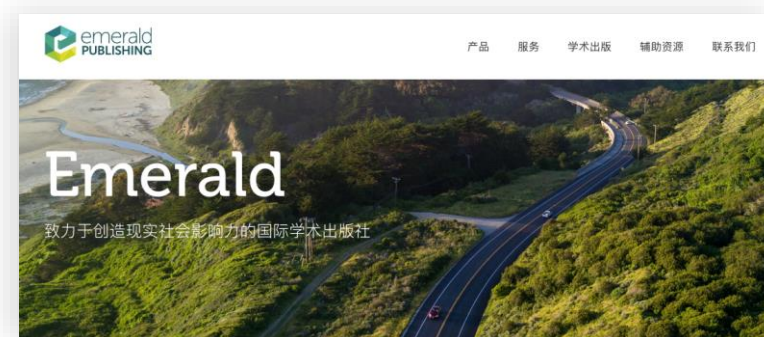 emerald
PUBLISHING
产品 服务 学术出版 辅助资源 联系我们
Emerald
致力于创造现实社会影响力的国际学术出版社